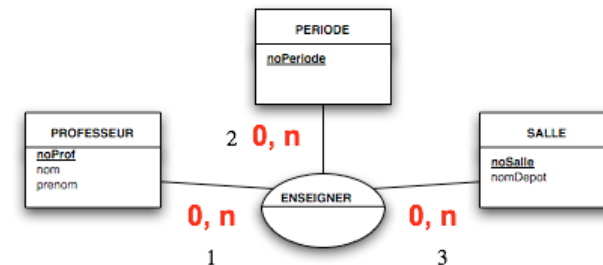 PERIODE
noPeriode
PROFESSEUR
noProf
nom
prenom
2 0, n
SALLE
noSalle
nomDepot
ENSEIGNER
0, n
0, n
1
3